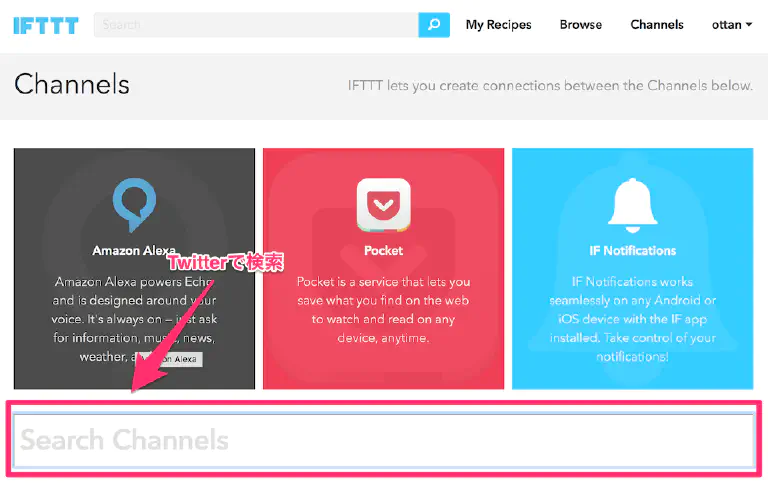 IFTTT
Search
My Recipes
Browse
Channels
ottan
Channels
IFTTT lets you create connections between the Channels below.
Amazon Alexa
Amazon Alexa powers Echo
and is designed around your
voice. It's always on – just ask
for information, music, news,
weather, a
on Alexa
Twitterで検索
Pocket
Pocket is a service that lets you
save what you find on the web
to watch and read on any
device, anytime.
IF Notifications
IF Notifications works
seamlessly on any Android or
iOS device with the IF app
installed. Take control of your
notifications!
Search Channels